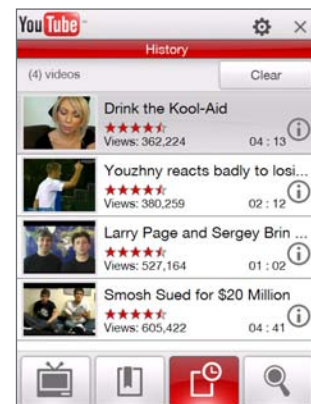 YouTube
History
(4) videos
Clear
Drink the Kool-Aid
Views: 362,224
04 : 13
Youzhny reacts badly to losi...
Views: 380,259
02 : 12
Larry Page and Sergey Brin ...
Views: 527,164
01 : 02
Smosh Sued for $20 Million
Views: 605,422
04 : 41